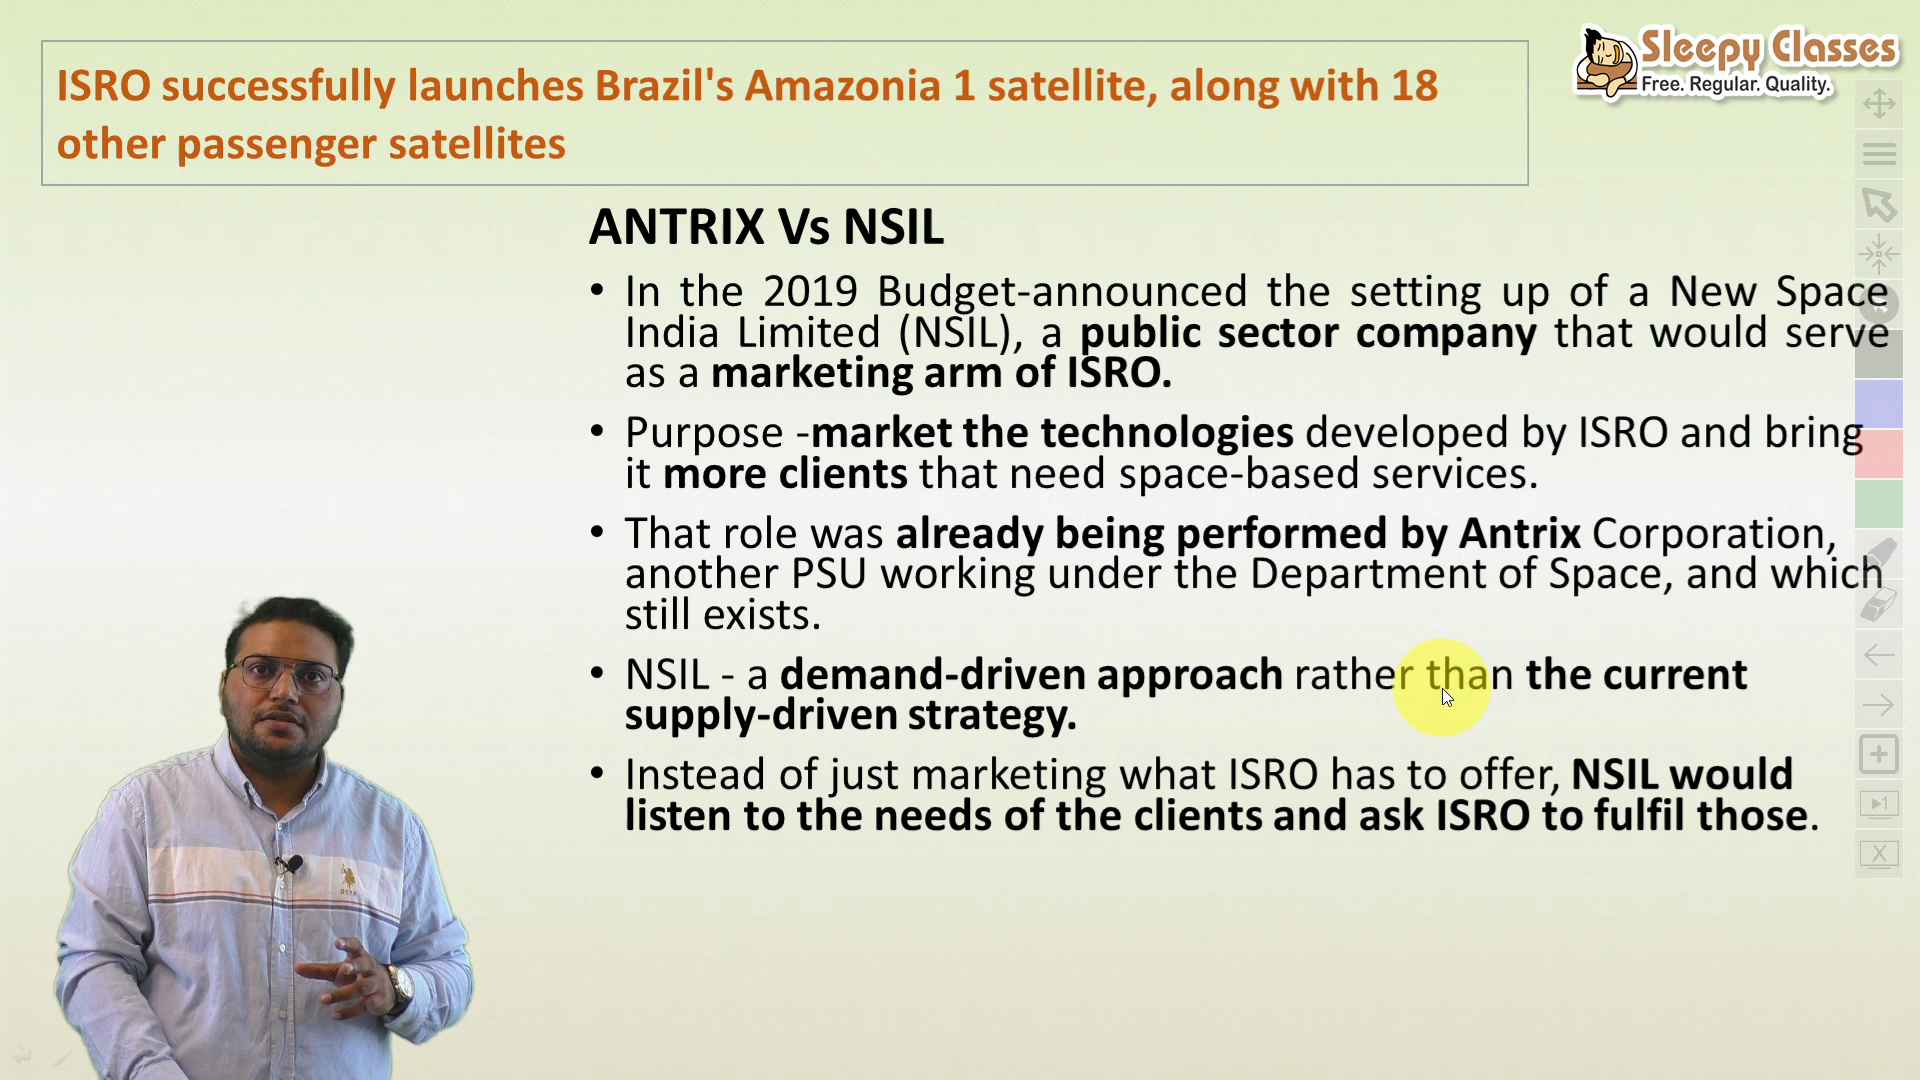 ISRO successfully launches Brazil's Amazonia 1 satellite, along with 18
other passenger satellites
Sleepy Classes
Free. Regular. Quality.
ANTRIX Vs NSIL
• In the 2019 Budget-announced the setting up of a New Space
India Limited (NSIL), a public sector company that would serve
as a marketing arm of ISRO.
• Purpose -market the technologies developed by ISRO and bring
it more clients that need space-based services.
• That role was already being performed by Antrix Corporation,
another PSU working under the Department of Space, and which
still exists.
• NSIL - a demand-driven approach rather than the current
supply-driven strategy.
• Instead of just marketing what ISRO has to offer, NSIL would
listen to the needs of the clients and ask ISRO to fulfil those.